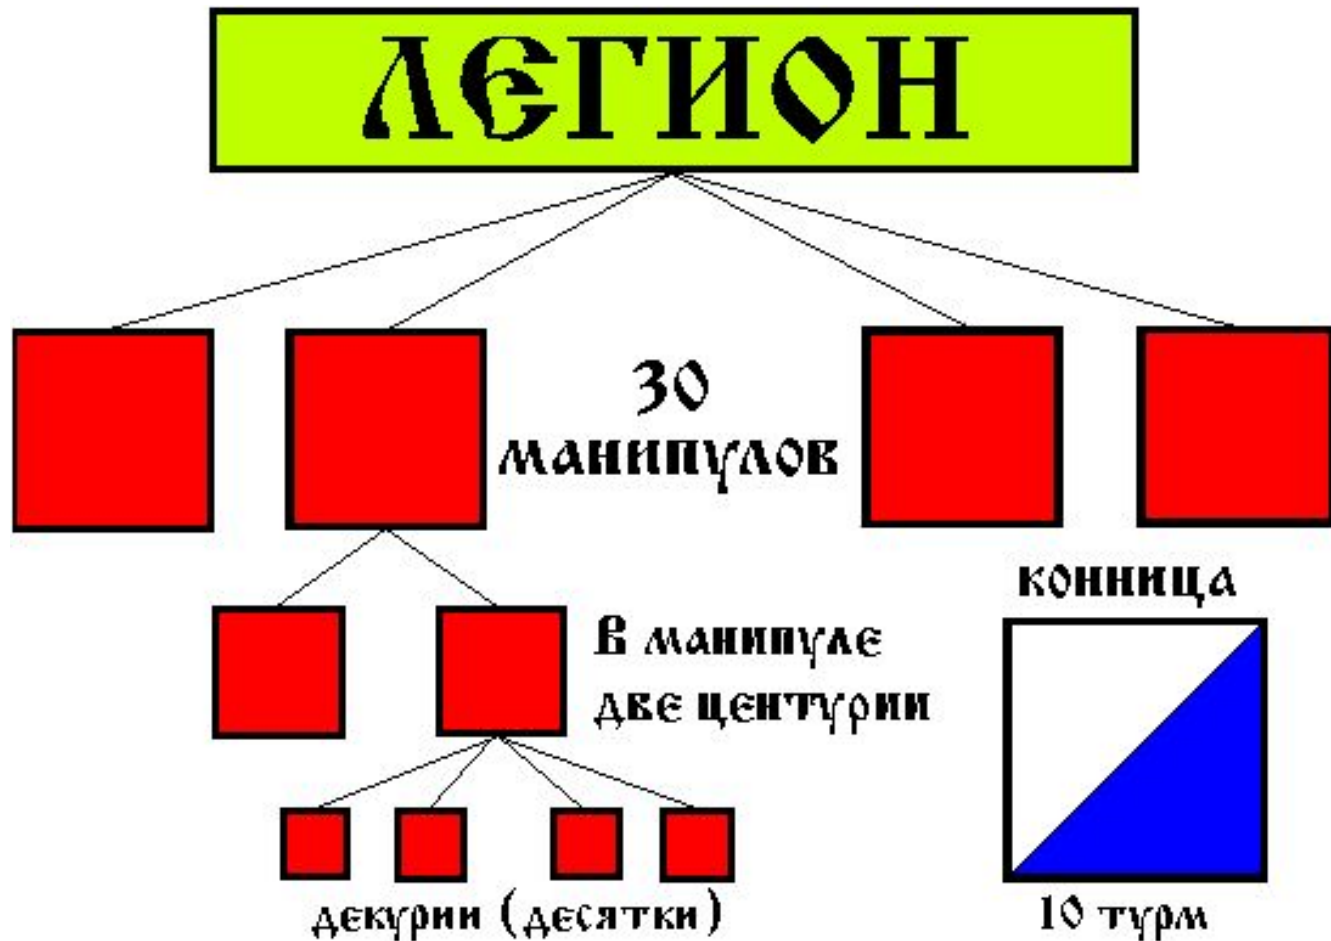 ЛЕГИОН
30
МАНИПУЛОВ
КОННИЦА
В МАНИПУЛЕ
ДВЕ ЦЕНТУРИИ
ДЕКУРИИ (ДЕСЯТКИ)
10 ТУРМ